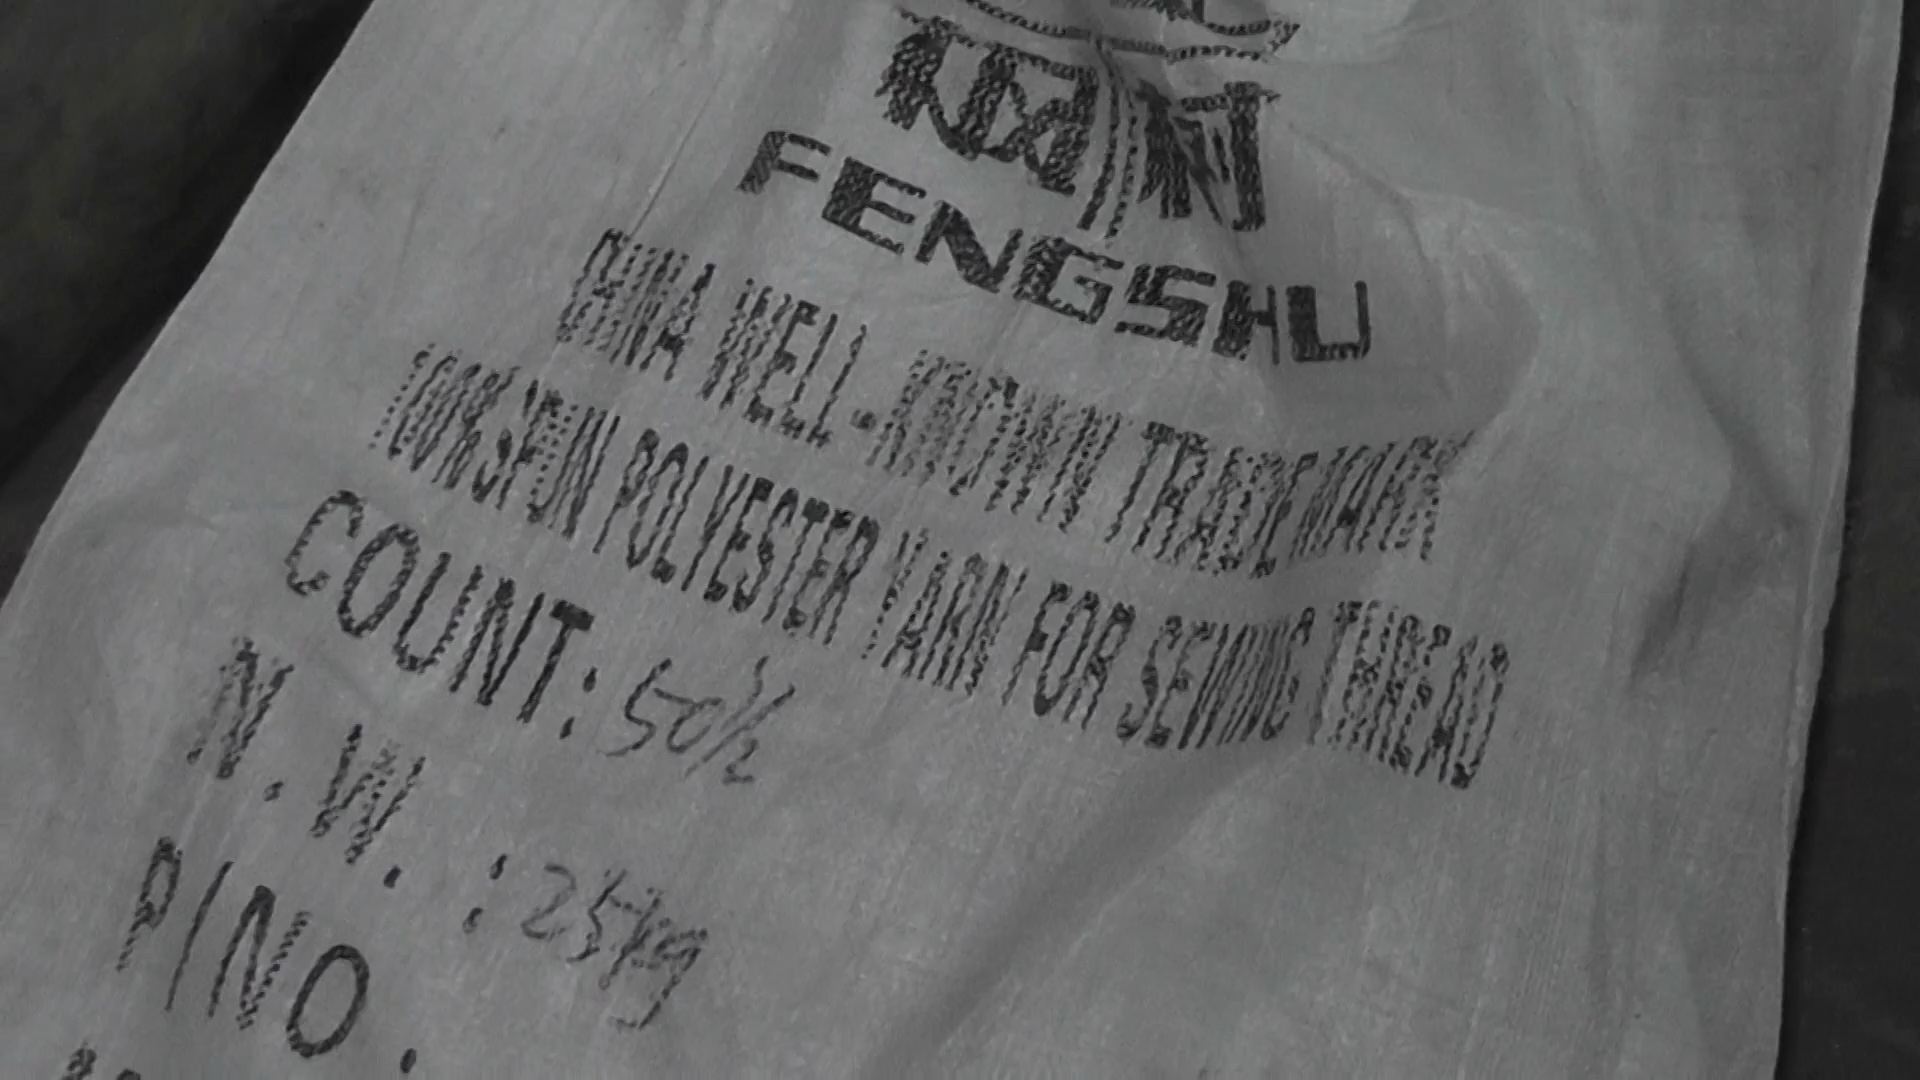 FENGSHU
CHINA WELL-KNOWN TRADEMARK
100% SPUN POLYESTER YARN FOR SEWING THREAD
COUNT: 50/2
N.W. : 25kg
P/NO.